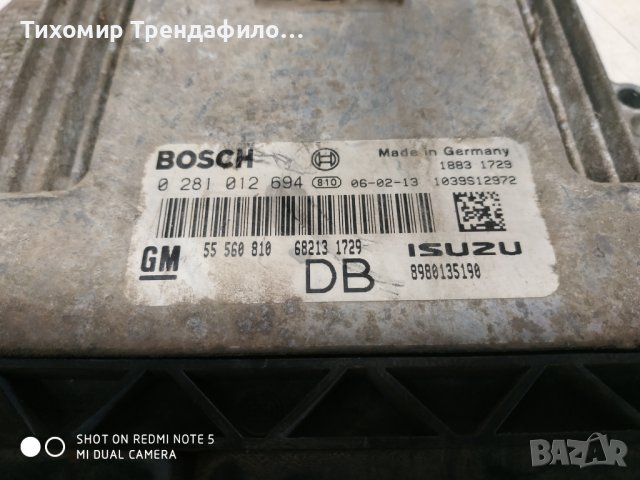 Тихомир Трендафило...
BOSCH
Made in Germany
1883 1729
0 281 012 694 810 06-02-13 1039S12972
GM 55 560 810 68213 1729 ISUZU
DB 8980135190
SHOT ON REDMI NOTE 5
MI DUAL CAMERA
BAZAR